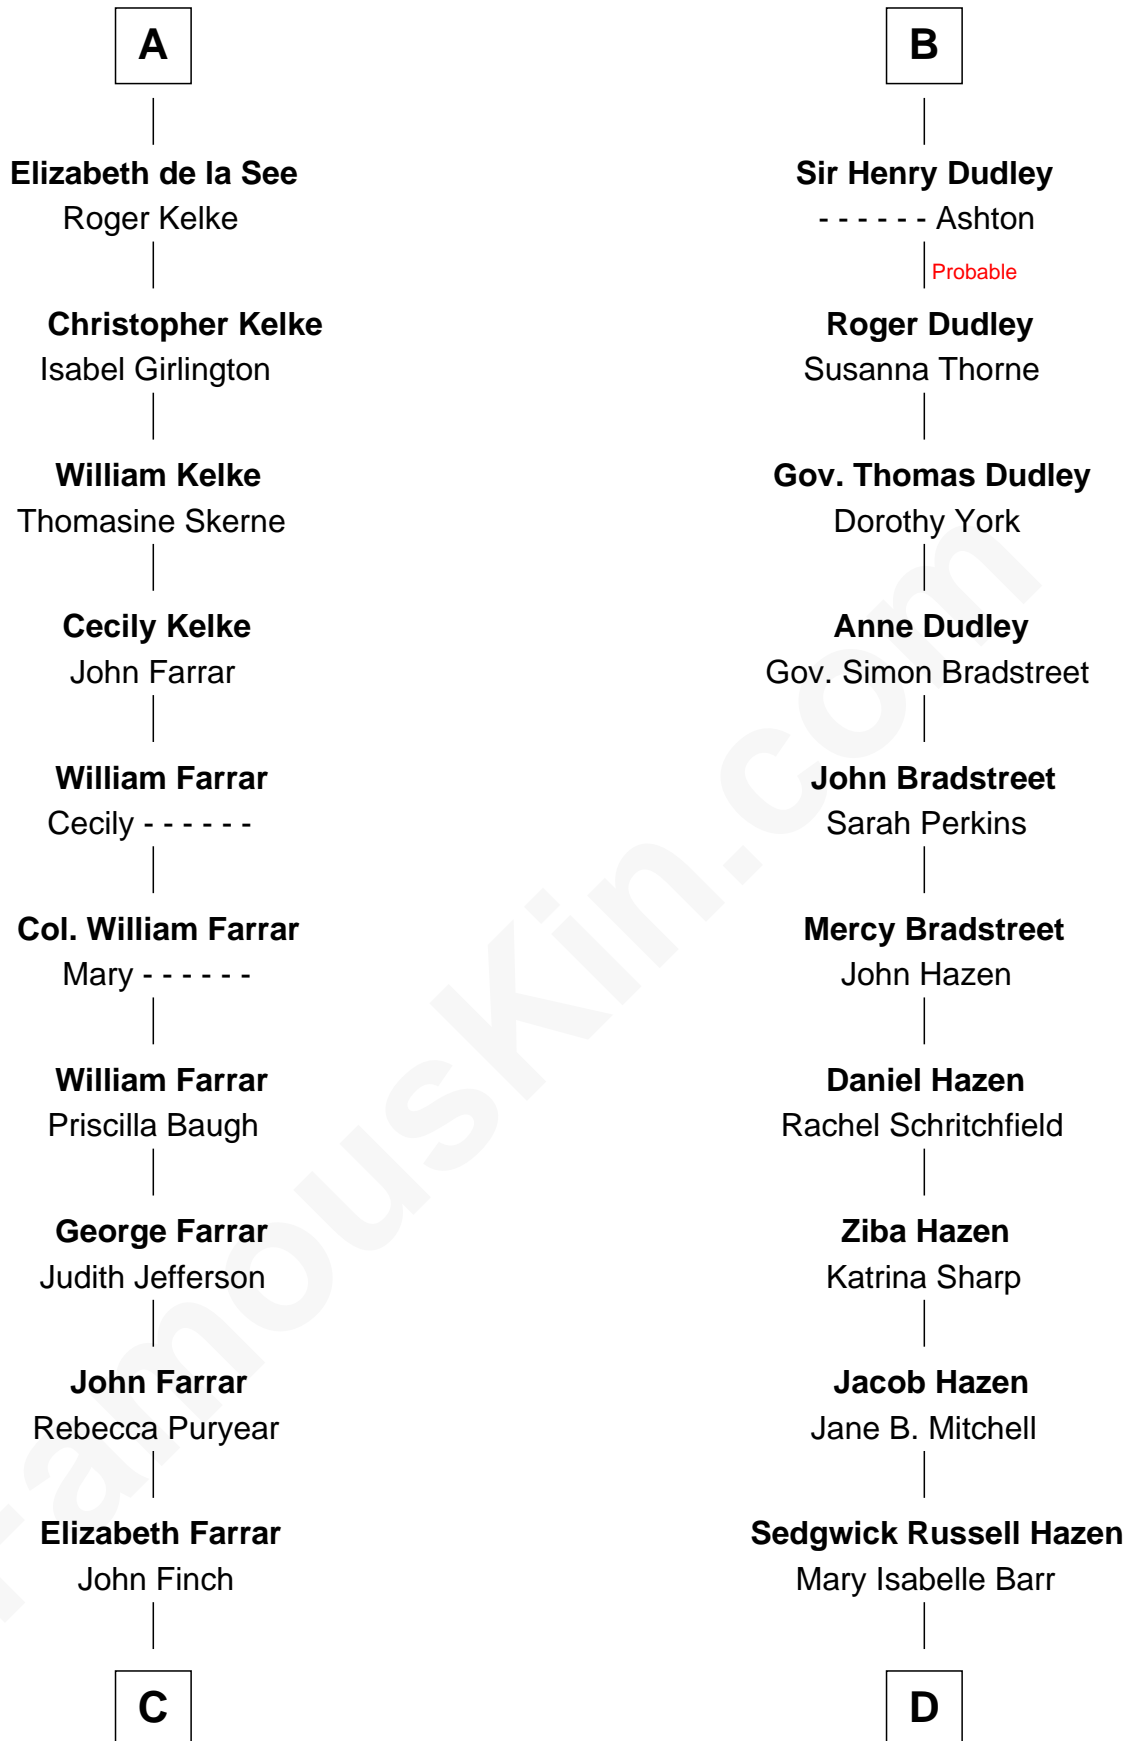 A
Elizabeth de la See
Roger Kelke
Christopher Kelke
Isabel Girlington
William Kelke
Thomasine Skerne
Cecily Kelke
John Farrar
William Farrar
Cecily - - - - - -
Col. William Farrar
Mary - - - - - -
William Farrar
Priscilla Baugh
George Farrar
Judith Jefferson
John Farrar
Rebecca Puryear
Elizabeth Farrar
John Finch
C
B
Sir Henry Dudley
- - - - - - Ashton
Probable
Roger Dudley
Susanna Thorne
Gov. Thomas Dudley
Dorothy York
Anne Dudley
Gov. Simon Bradstreet
John Bradstreet
Sarah Perkins
Mercy Bradstreet
John Hazen
Daniel Hazen
Rachel Schritchfield
Ziba Hazen
Katrina Sharp
Jacob Hazen
Jane B. Mitchell
Sedgwick Russell Hazen
Mary Isabelle Barr
D
FamousKin.com